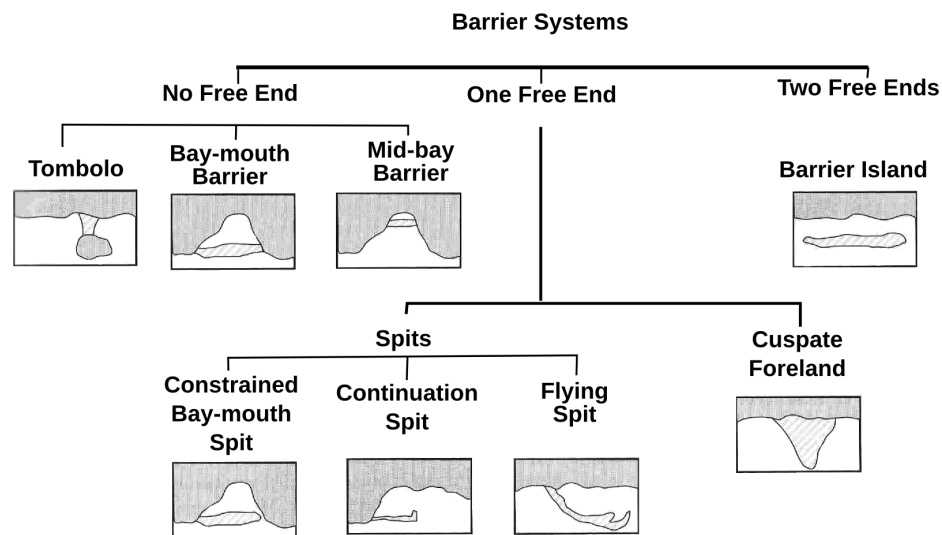 Barrier Systems
No Free End
One Free End
Two Free Ends
Tombolo
Bay-mouth
Barrier
Mid-bay
Barrier
Barrier Island
Spits
Cuspate
Foreland
Constrained
Bay-mouth
Spit
Continuation
Spit
Flying
Spit